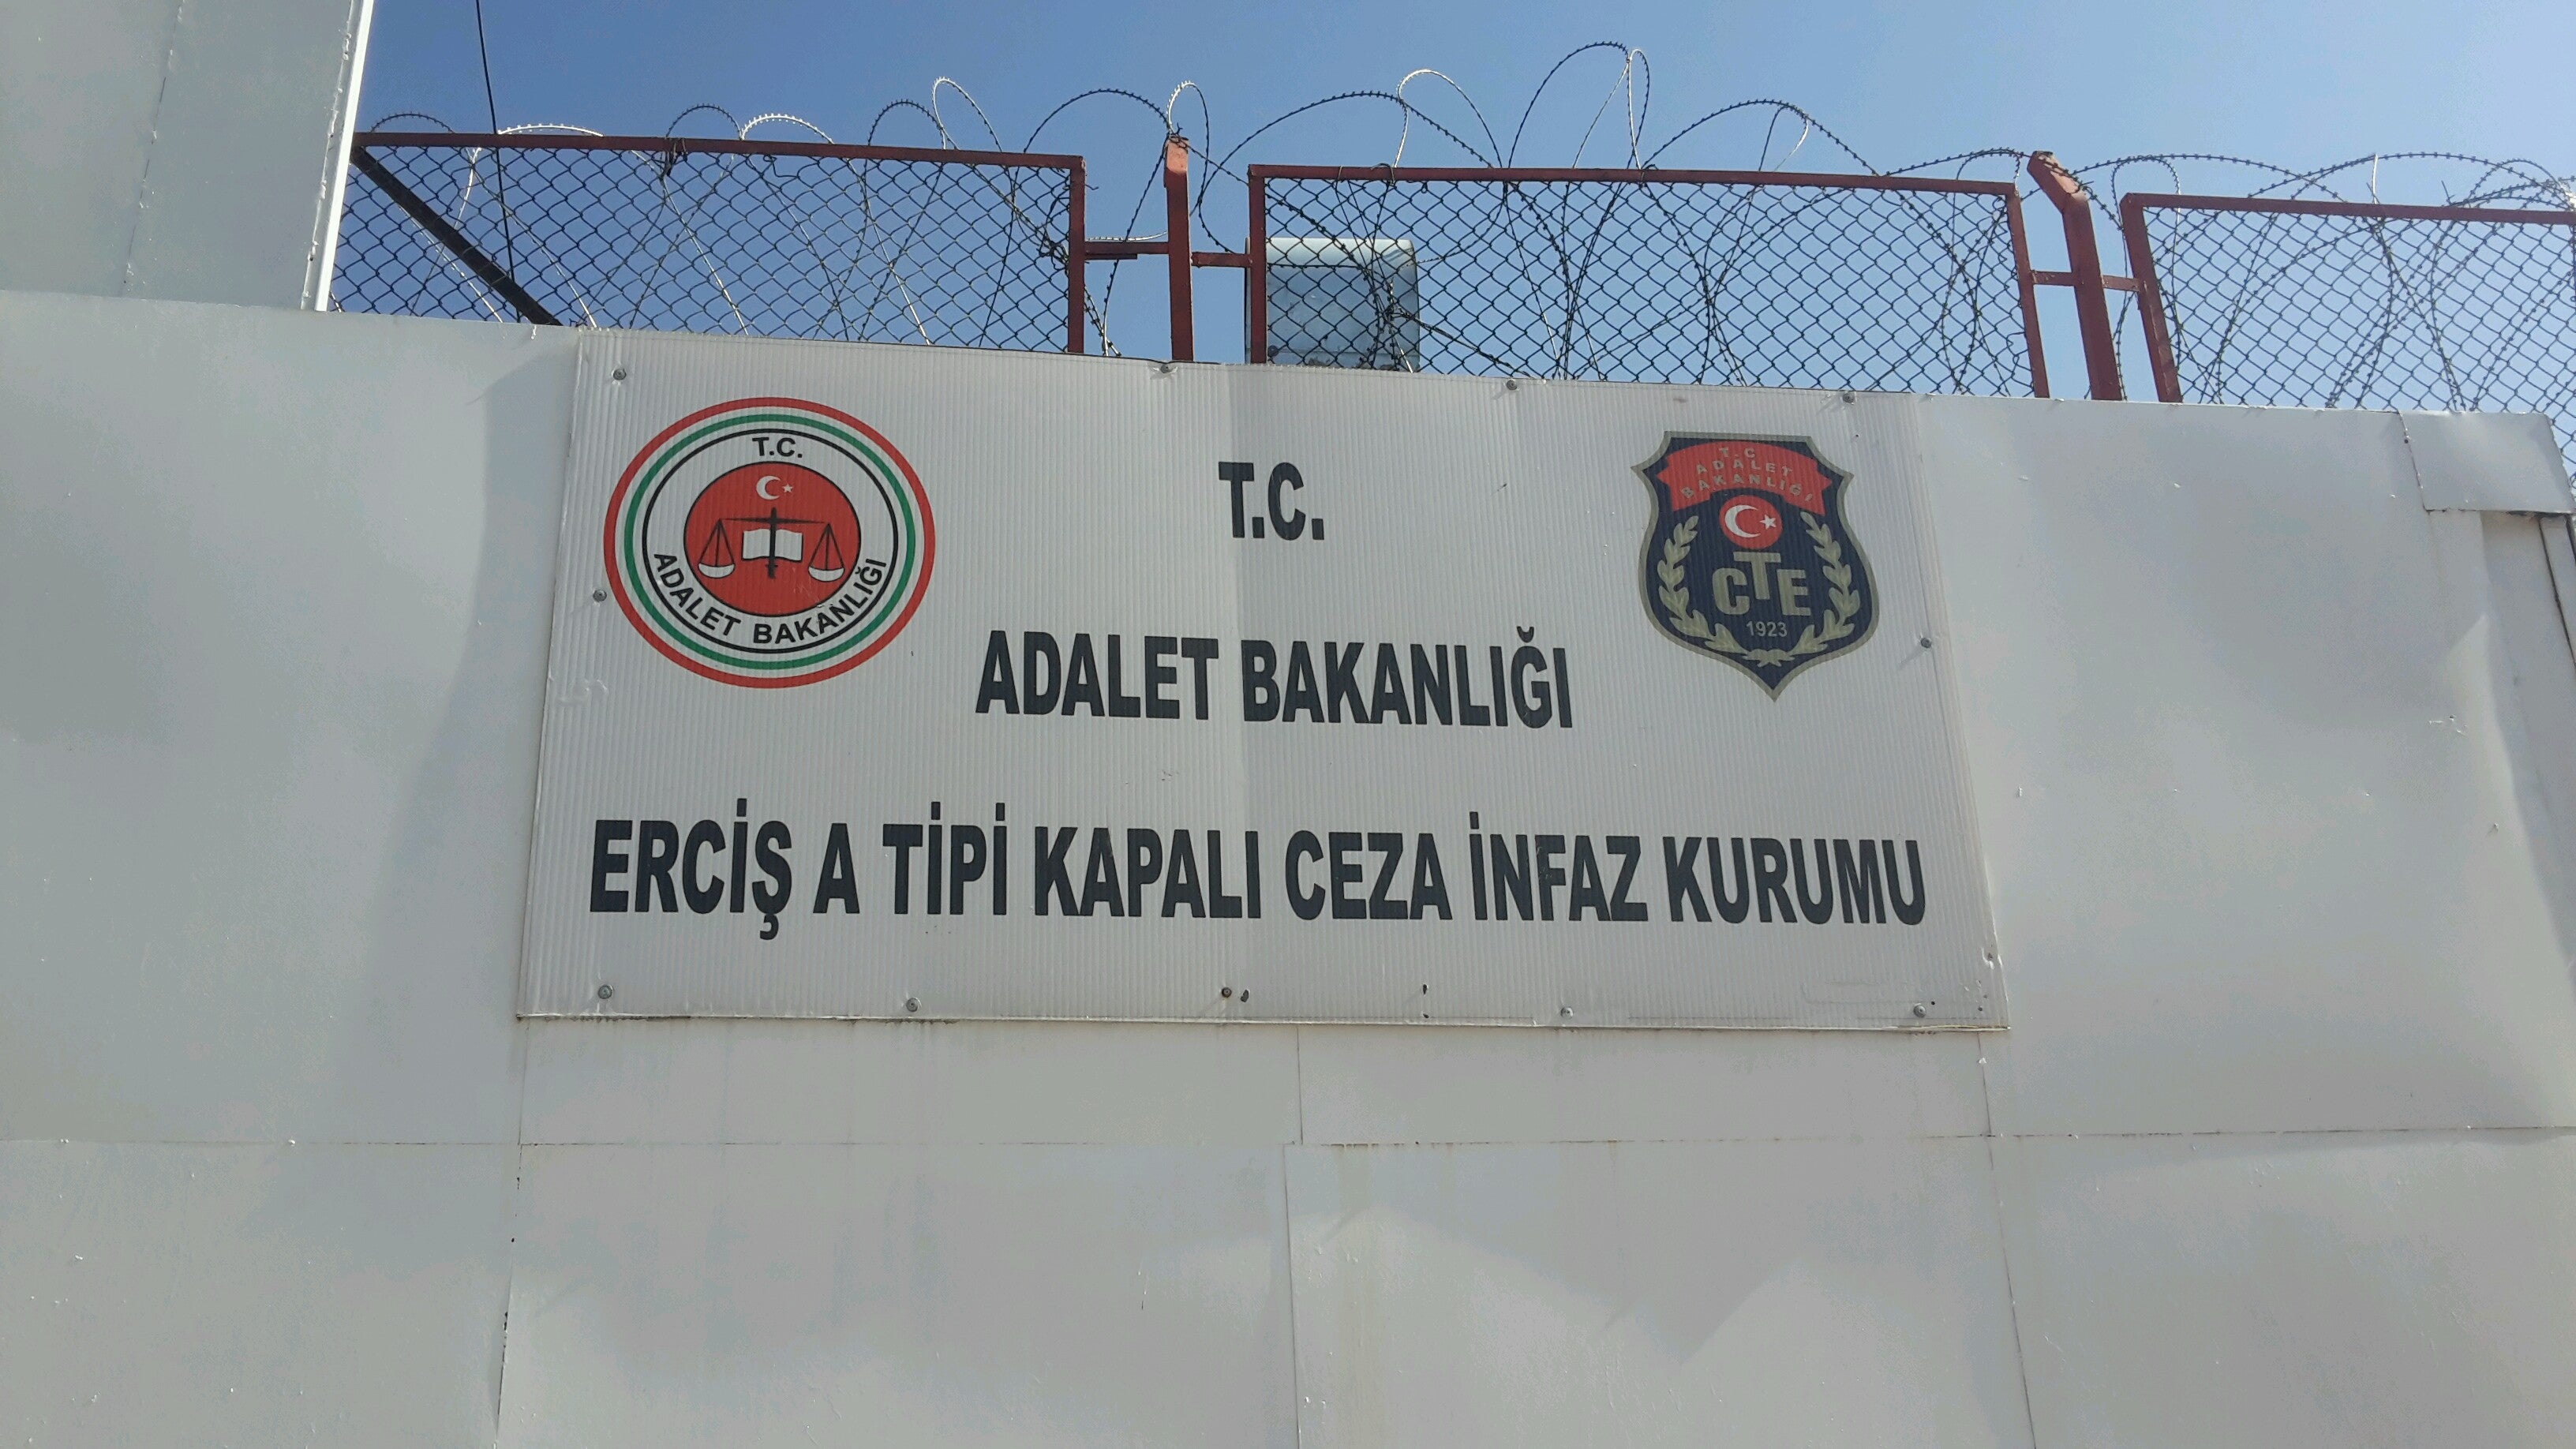 T.C.
ADALET BAKANLIĞI
T.C.
ADALET BAKANLIĞI
ERCİŞ A TİPİ KAPALI CEZA İNFAZ KURUMU
T.C
ADALET
BAKANLIĞI
CTE
1923